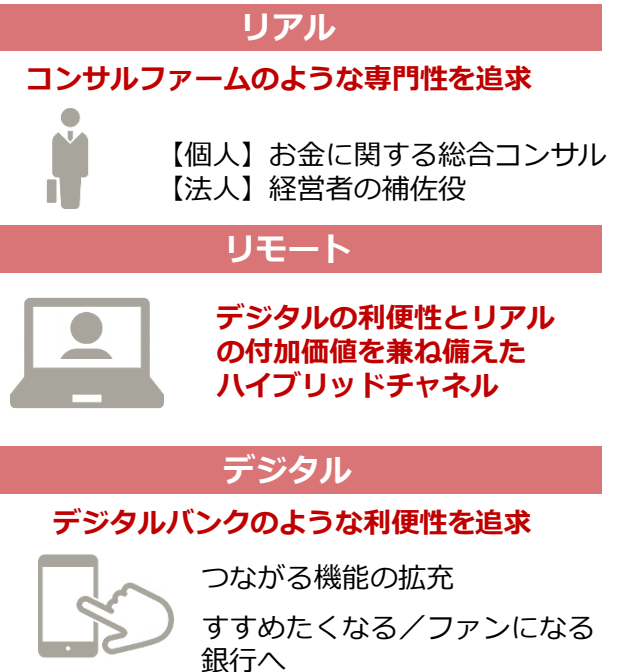 リアル
コンサルファームのような専門性を追求
【個人】お金に関する総合コンサル
【法人】経営者の補佐役
リモート
デジタルの利便性とリアル
の付加価値を兼ね備えた
ハイブリッドチャネル
デジタル
デジタルバンクのような利便性を追求
つながる機能の拡充
すすめたくなる／ファンになる
銀行へ